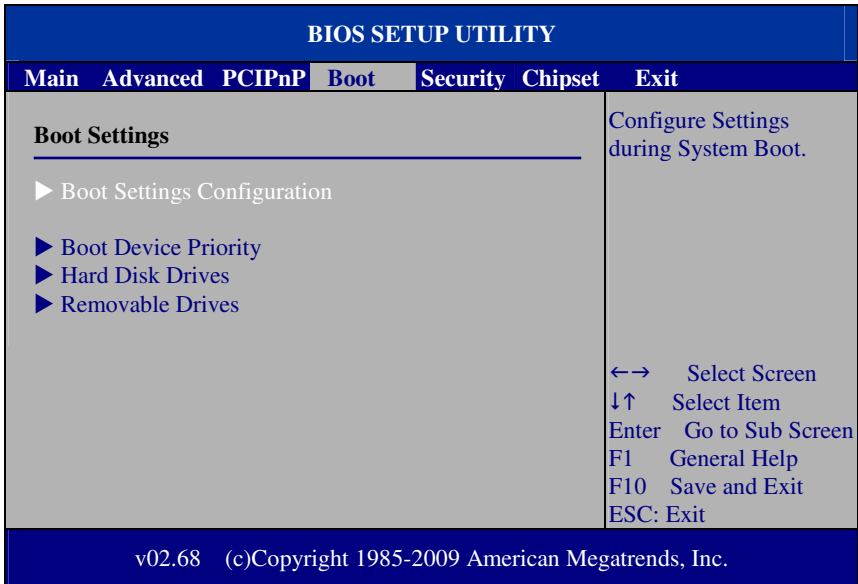 BIOS SETUP UTILITY
Main Advanced PCIPnP Boot Security Chipset Exit
Boot Settings
▶ Boot Settings Configuration
▶ Boot Device Priority
▶ Hard Disk Drives
▶ Removable Drives
Configure Settings
during System Boot.
←→ Select Screen
↓↑ Select Item
Enter Go to Sub Screen
F1 General Help
F10 Save and Exit
ESC: Exit
v02.68 (c)Copyright 1985-2009 American Megatrends, Inc.